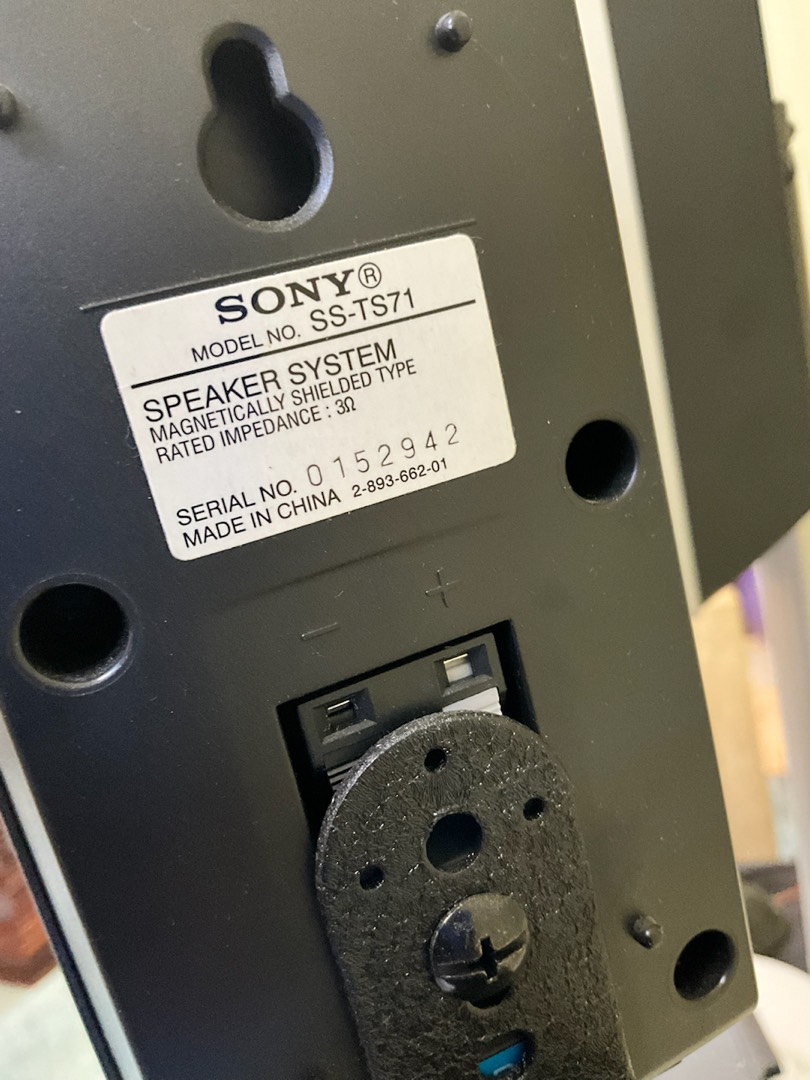 SONY®
MODEL NO. SS-TS71
SPEAKER SYSTEM
MAGNETICALLY SHIELDED TYPE
RATED IMPEDANCE : 3Ω
SERIAL NO. 0152942
MADE IN CHINA 2-893-662-01
− +